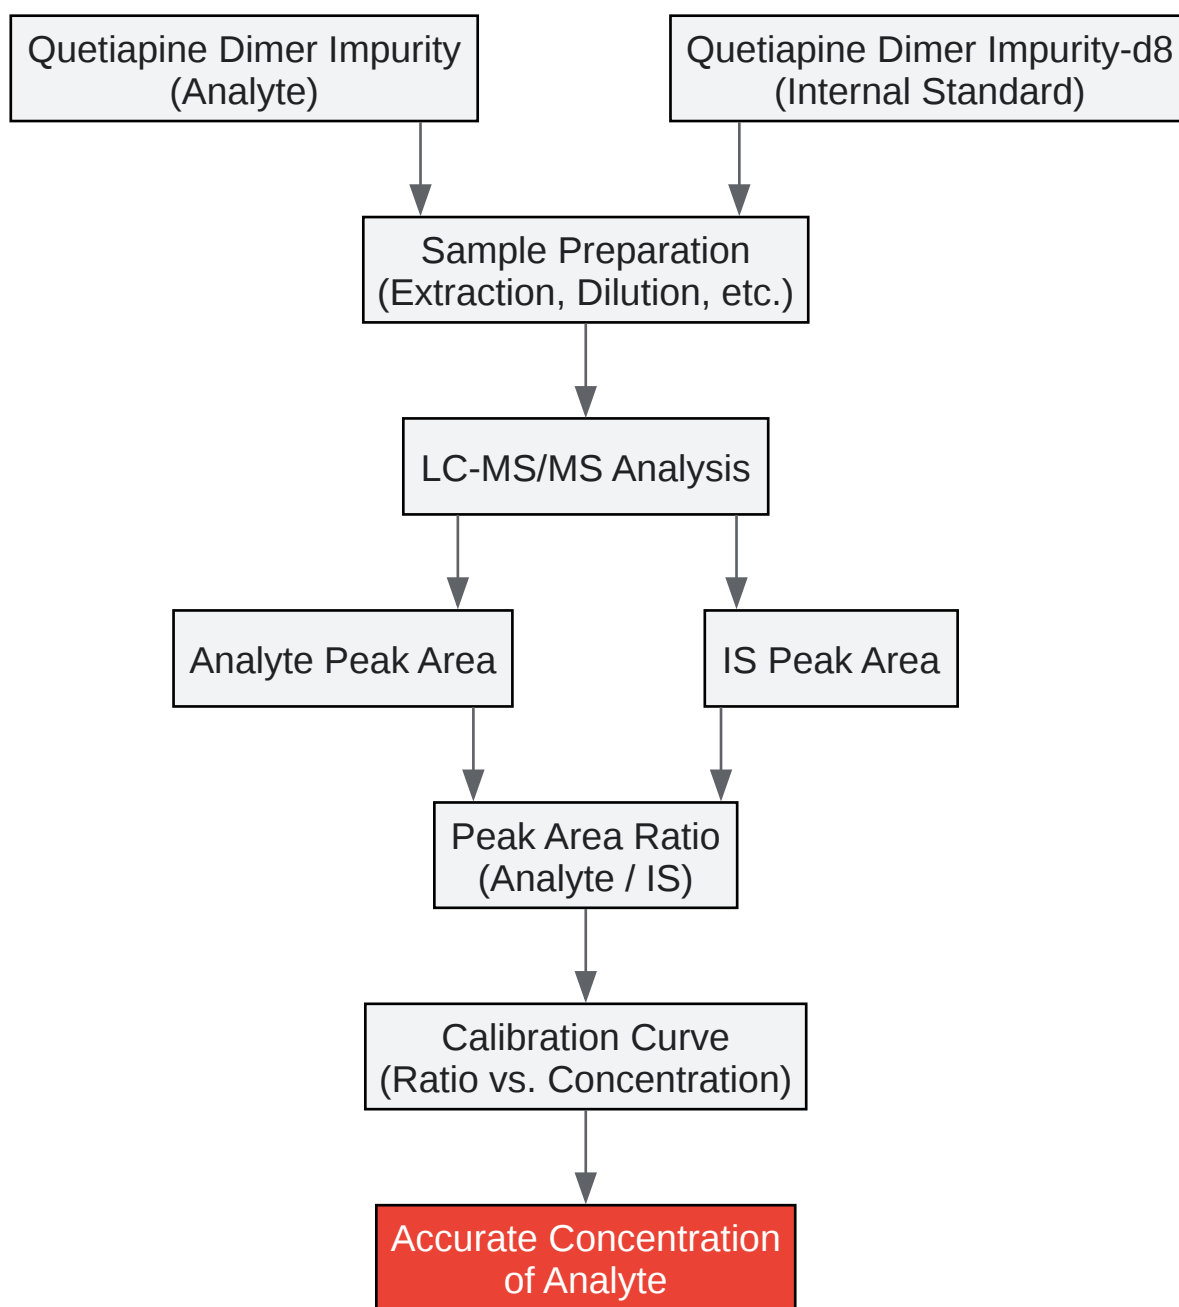 Quetiapine Dimer Impurity
(Analyte)
Quetiapine Dimer Impurity-d8
(Internal Standard)
Sample Preparation
(Extraction, Dilution, etc.)
LC-MS/MS Analysis
Analyte Peak Area
IS Peak Area
Peak Area Ratio
(Analyte / IS)
Calibration Curve
(Ratio vs. Concentration)
Accurate Concentration
of Analyte